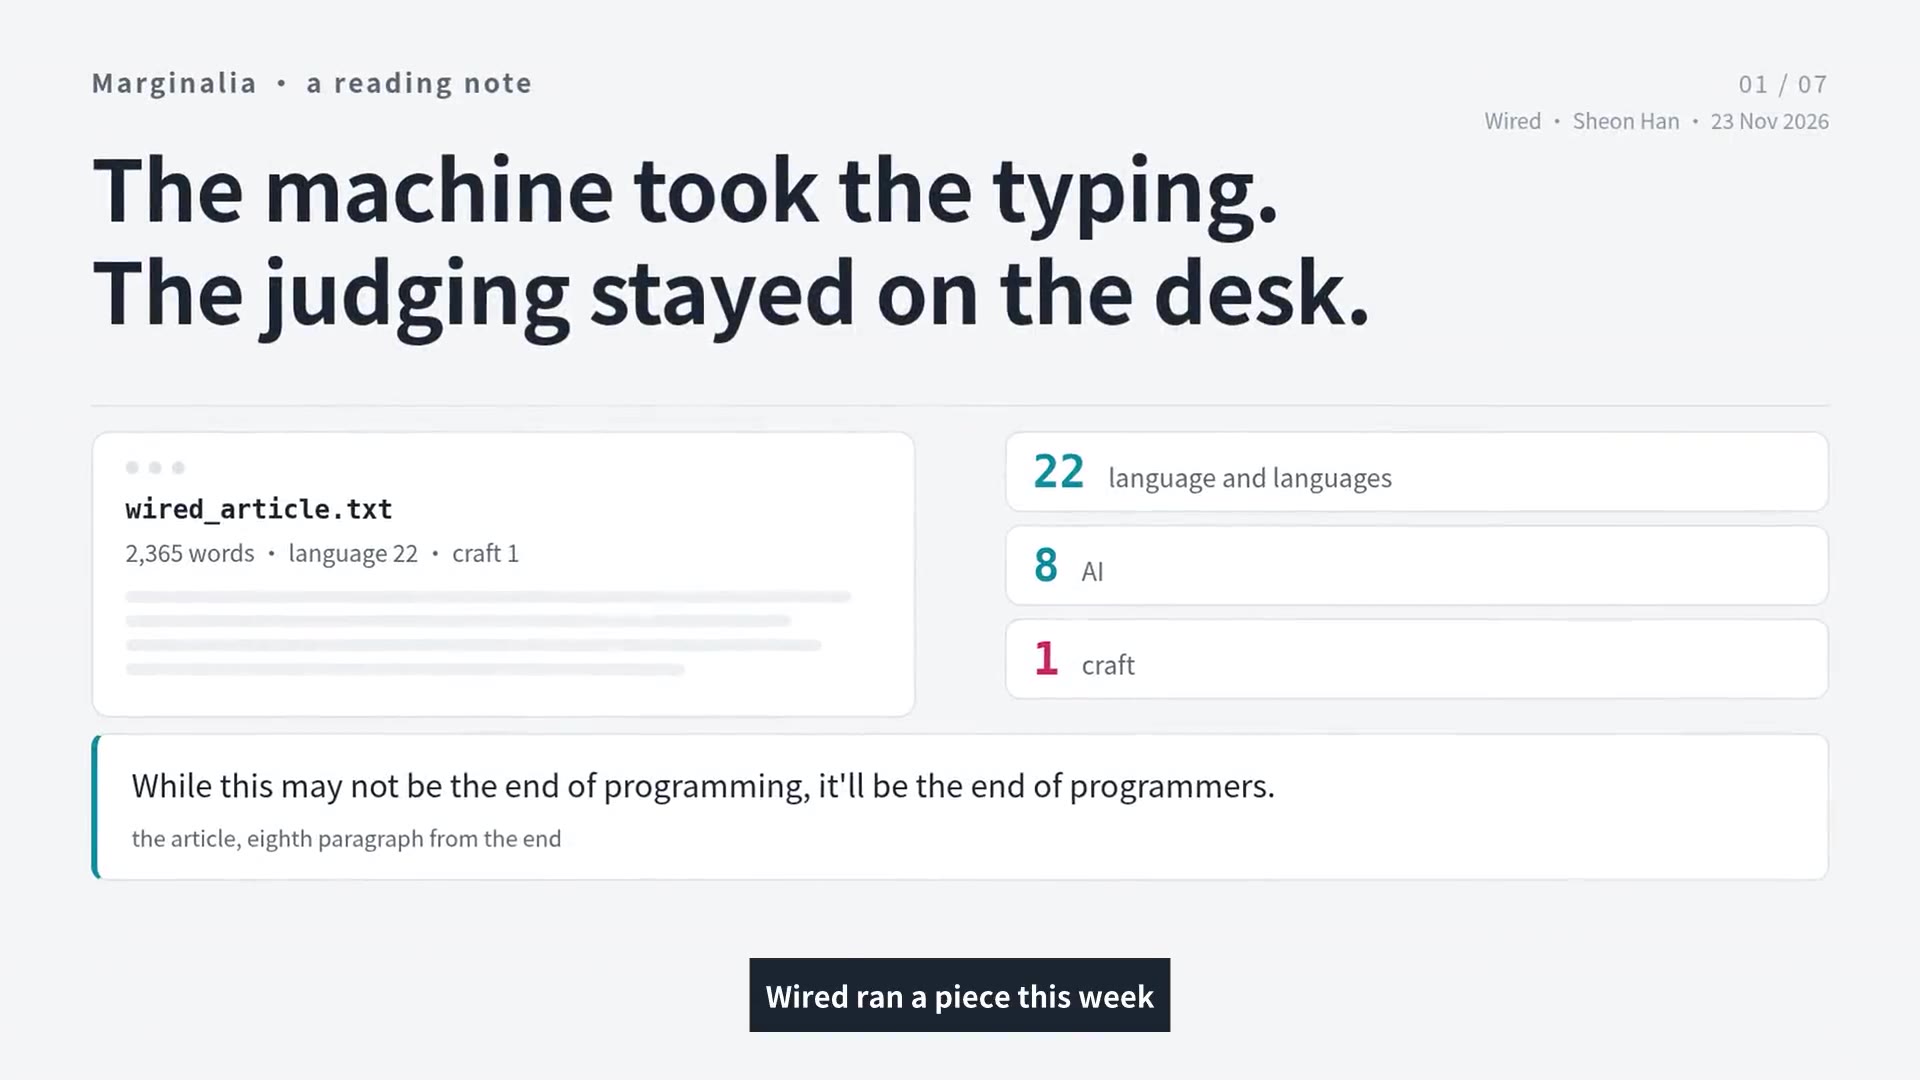 Marginalia • a reading note
01 / 07
Wired • Sheon Han • 23 Nov 2026
The machine took the typing.
The judging stayed on the desk.
wired_article.txt
2,365 words • language 22 • craft 1
22 language and languages
8 AI
1 craft
While this may not be the end of programming, it'll be the end of programmers.
the article, eighth paragraph from the end
Wired ran a piece this week